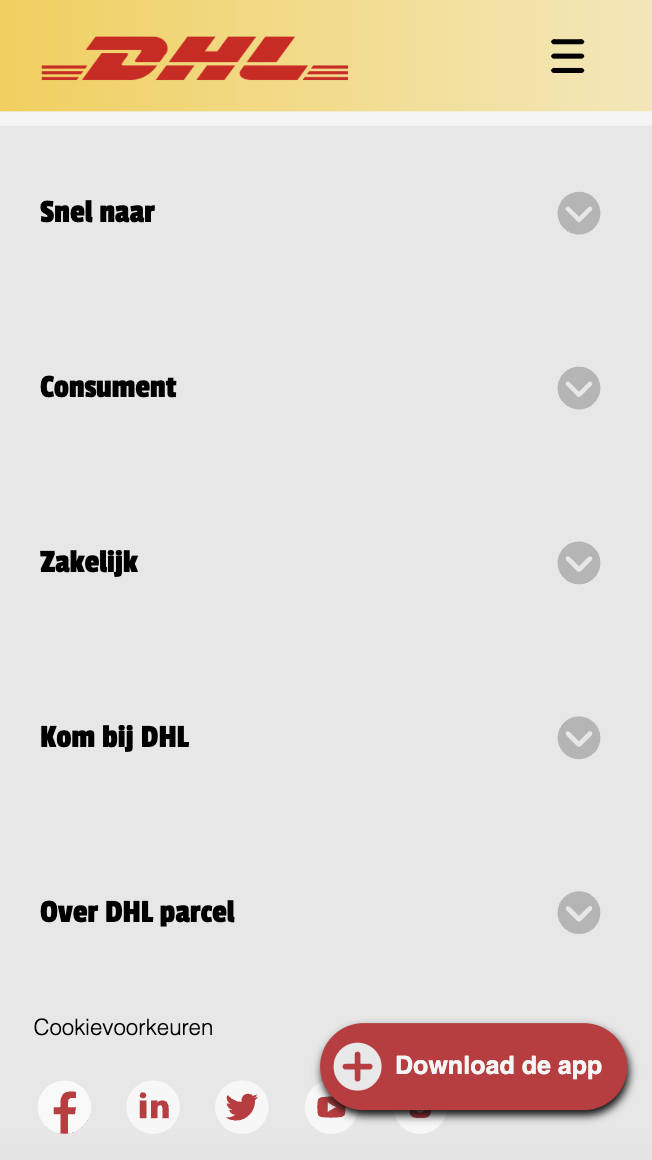 DHL
Snel naar
Consument
Zakelijk
Kom bij DHL
Over DHL parcel
Cookievoorkeuren
Download de app